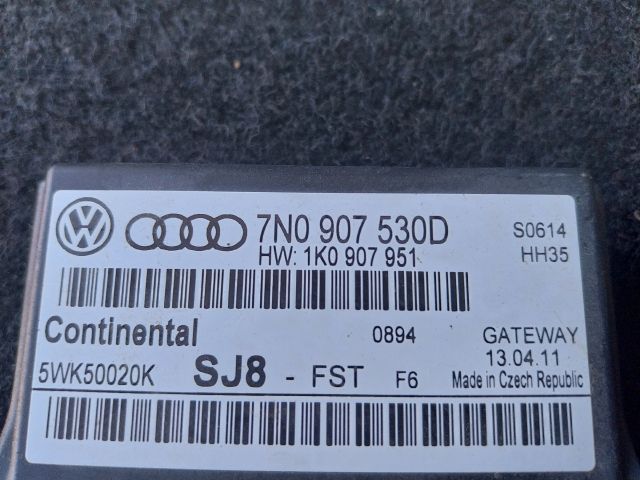 7N0 907 530D S0614
HW: 1K0 907 951 HH35
Continental 0894 GATEWAY
13.04.11
5WK50020K SJ8 - FST F6 Made in Czech Republic